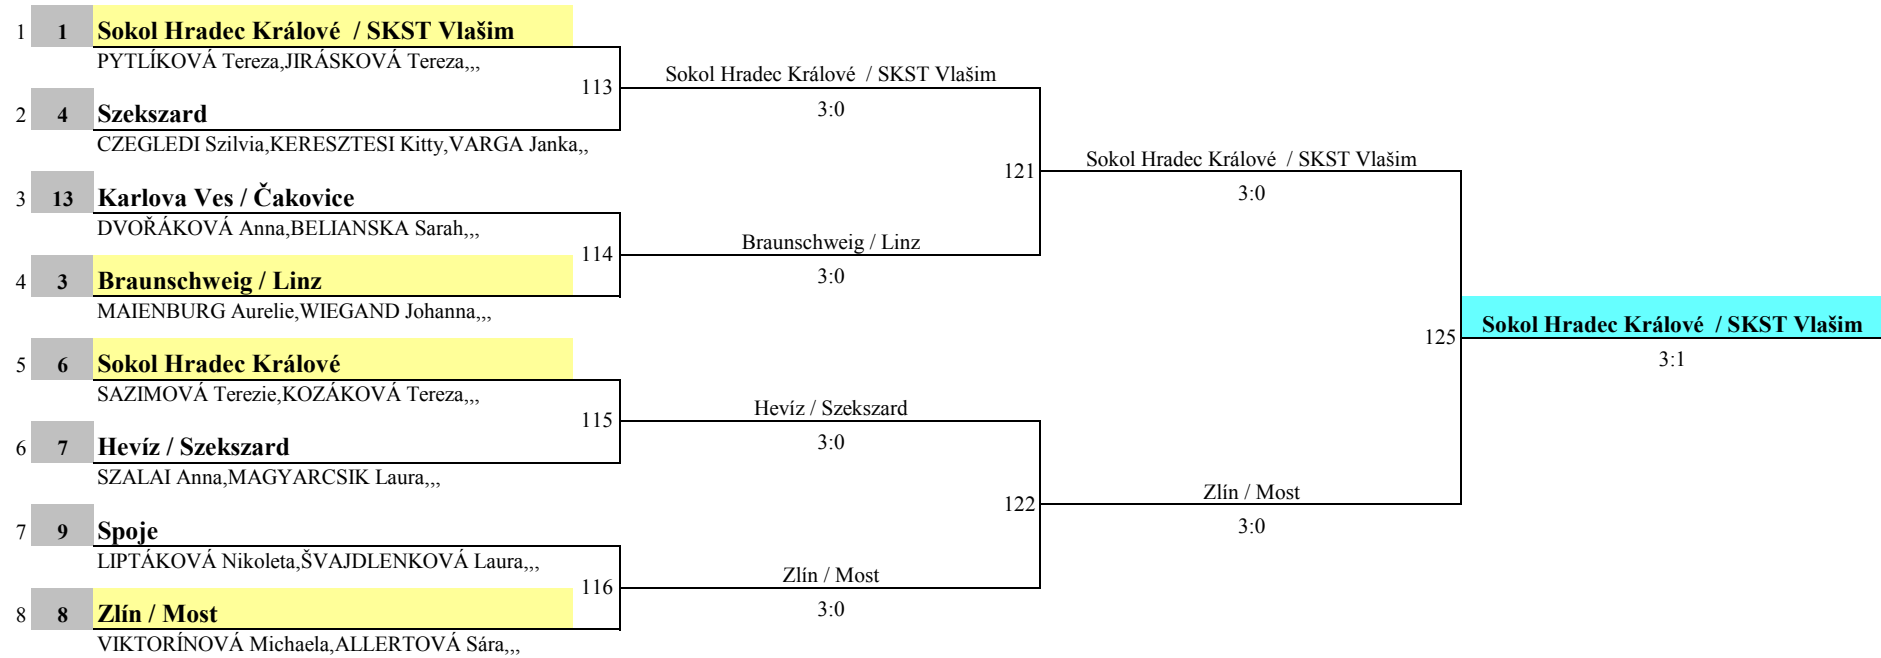 1 1 Sokol Hradec Králové / SKST Vlašim
PYTLÍKOVÁ Tereza,JIRÁSKOVÁ Tereza,,,
113 Sokol Hradec Králové / SKST Vlašim
3:0
2 4 Szekszard
CZEGLEDI Szilvia,KERESZTESI Kitty,VARGA Janka,,
121 Sokol Hradec Králové / SKST Vlašim
3:0
3 13 Karlova Ves / Čakovice
DVOŘÁKOVÁ Anna,BELIANSKA Sarah,,,
114 Braunschweig / Linz
3:0
4 3 Braunschweig / Linz
MAIENBURG Aurelie,WIEGAND Johanna,,,
125 Sokol Hradec Králové / SKST Vlašim
3:1
5 6 Sokol Hradec Králové
SAZIMOVÁ Terezie,KOZÁKOVÁ Tereza,,,
115 Hevíz / Szekszard
3:0
6 7 Hevíz / Szekszard
SZALAI Anna,MAGYARCSIK Laura,,,
122 Zlín / Most
3:0
7 9 Spoje
LIPTÁKOVÁ Nikoleta,ŠVAJDLENKOVÁ Laura,,,
116 Zlín / Most
3:0
8 8 Zlín / Most
VIKTORÍNOVÁ Michaela,ALLERTOVÁ Sára,,,